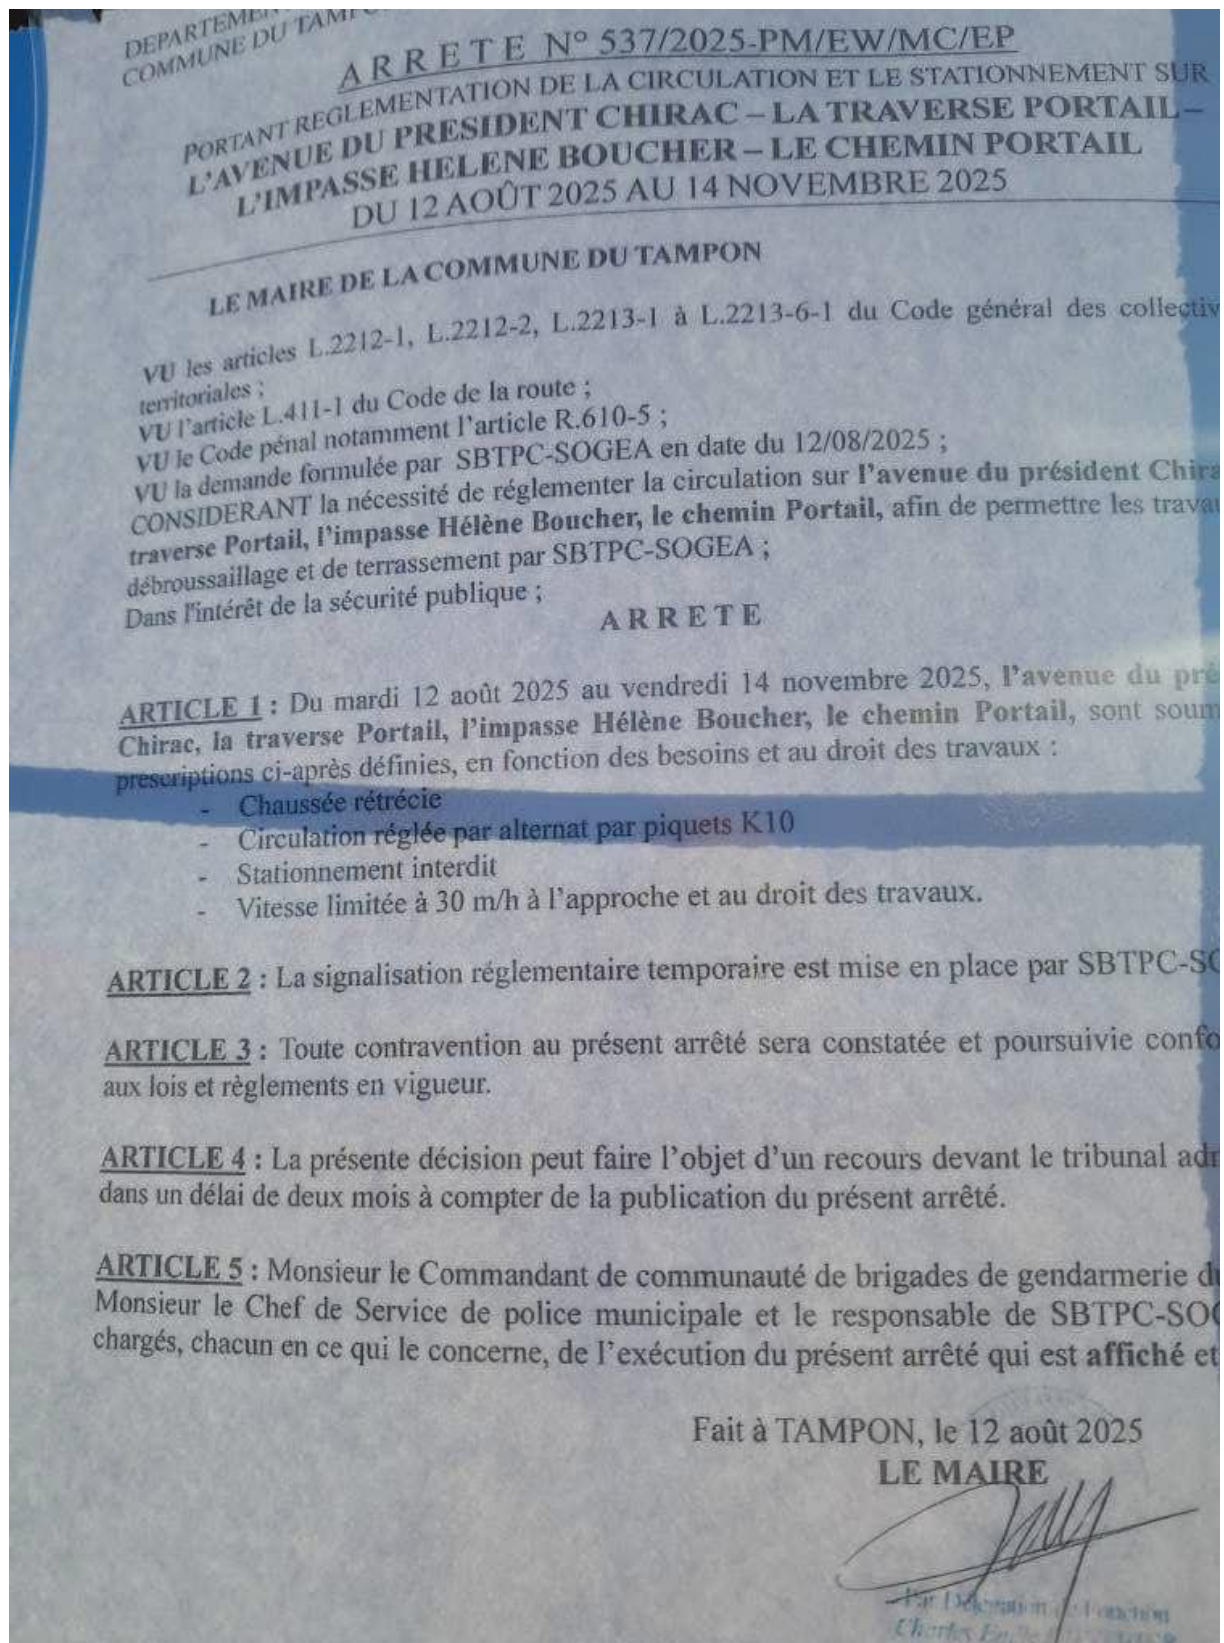 DEPARTEMEN
COMMUNE DU TAMP
ARRETE N° 537/2025-PM/EW/MC/EP
PORTANT REGLEMENTATION DE LA CIRCULATION ET LE STATIONNEMENT SUR
L'AVENUE DU PRESIDENT CHIRAC – LA TRAVERSE PORTAIL –
L'IMPASSE HELENE BOUCHER – LE CHEMIN PORTAIL
DU 12 AOÛT 2025 AU 14 NOVEMBRE 2025
LE MAIRE DE LA COMMUNE DU TAMPON
VU les articles L.2212-1, L.2212-2, L.2213-1 à L.2213-6-1 du Code général des collectiv
territoriales ;
VU l'article L.411-1 du Code de la route ;
VU le Code pénal notamment l'article R.610-5 ;
VU la demande formulée par SBTPC-SOGEA en date du 12/08/2025 ;
CONSIDERANT la nécessité de réglementer la circulation sur l'avenue du président Chira
traverse Portail, l'impasse Hélène Boucher, le chemin Portail, afin de permettre les travau
débroussaillage et de terrassement par SBTPC-SOGEA ;
Dans l'intérêt de la sécurité publique ;
ARRETE
ARTICLE 1 : Du mardi 12 août 2025 au vendredi 14 novembre 2025, l'avenue du pré
Chirac, la traverse Portail, l'impasse Hélène Boucher, le chemin Portail, sont soum
prescriptions ci-après définies, en fonction des besoins et au droit des travaux :
- Chaussée rétrécie
- Circulation réglée par alternat par piquets K10
- Stationnement interdit
- Vitesse limitée à 30 m/h à l'approche et au droit des travaux.
ARTICLE 2 : La signalisation réglementaire temporaire est mise en place par SBTPC-SO
ARTICLE 3 : Toute contravention au présent arrêté sera constatée et poursuivie confo
aux lois et règlements en vigueur.
ARTICLE 4 : La présente décision peut faire l'objet d'un recours devant le tribunal adm
dans un délai de deux mois à compter de la publication du présent arrêté.
ARTICLE 5 : Monsieur le Commandant de communauté de brigades de gendarmerie d
Monsieur le Chef de Service de police municipale et le responsable de SBTPC-SOG
chargés, chacun en ce qui le concerne, de l'exécution du présent arrêté qui est affiché et
Fait à TAMPON, le 12 août 2025
LE MAIRE
Par Délégation de Fonction
Charles